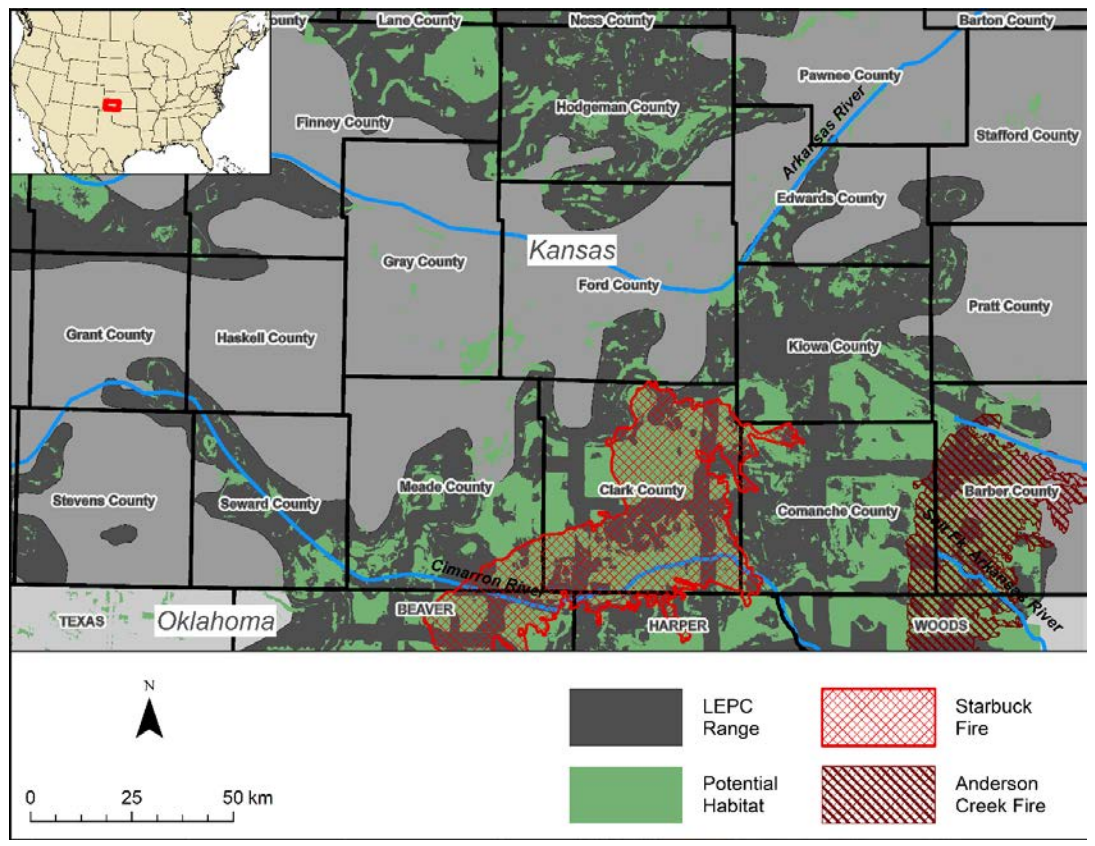 ounty
Lane County
Ness County
Barton County
Pawnee County
Hodgeman County
Finney County
Stafford County
Arkansas River
Edwards County
Kansas
Gray County
Ford County
Pratt County
Grant County
Haskell County
Kiowa County
Meade County
Clark County
Stevens County
Seward County
Comanche County
Barber County
Salt Fk. Arkansas River
Cimarron River
TEXAS
Oklahoma
BEAVER
HARPER
WOODS
N
0 25 50 km
LEPC
Range
Starbuck
Fire
Potential
Habitat
Anderson
Creek Fire